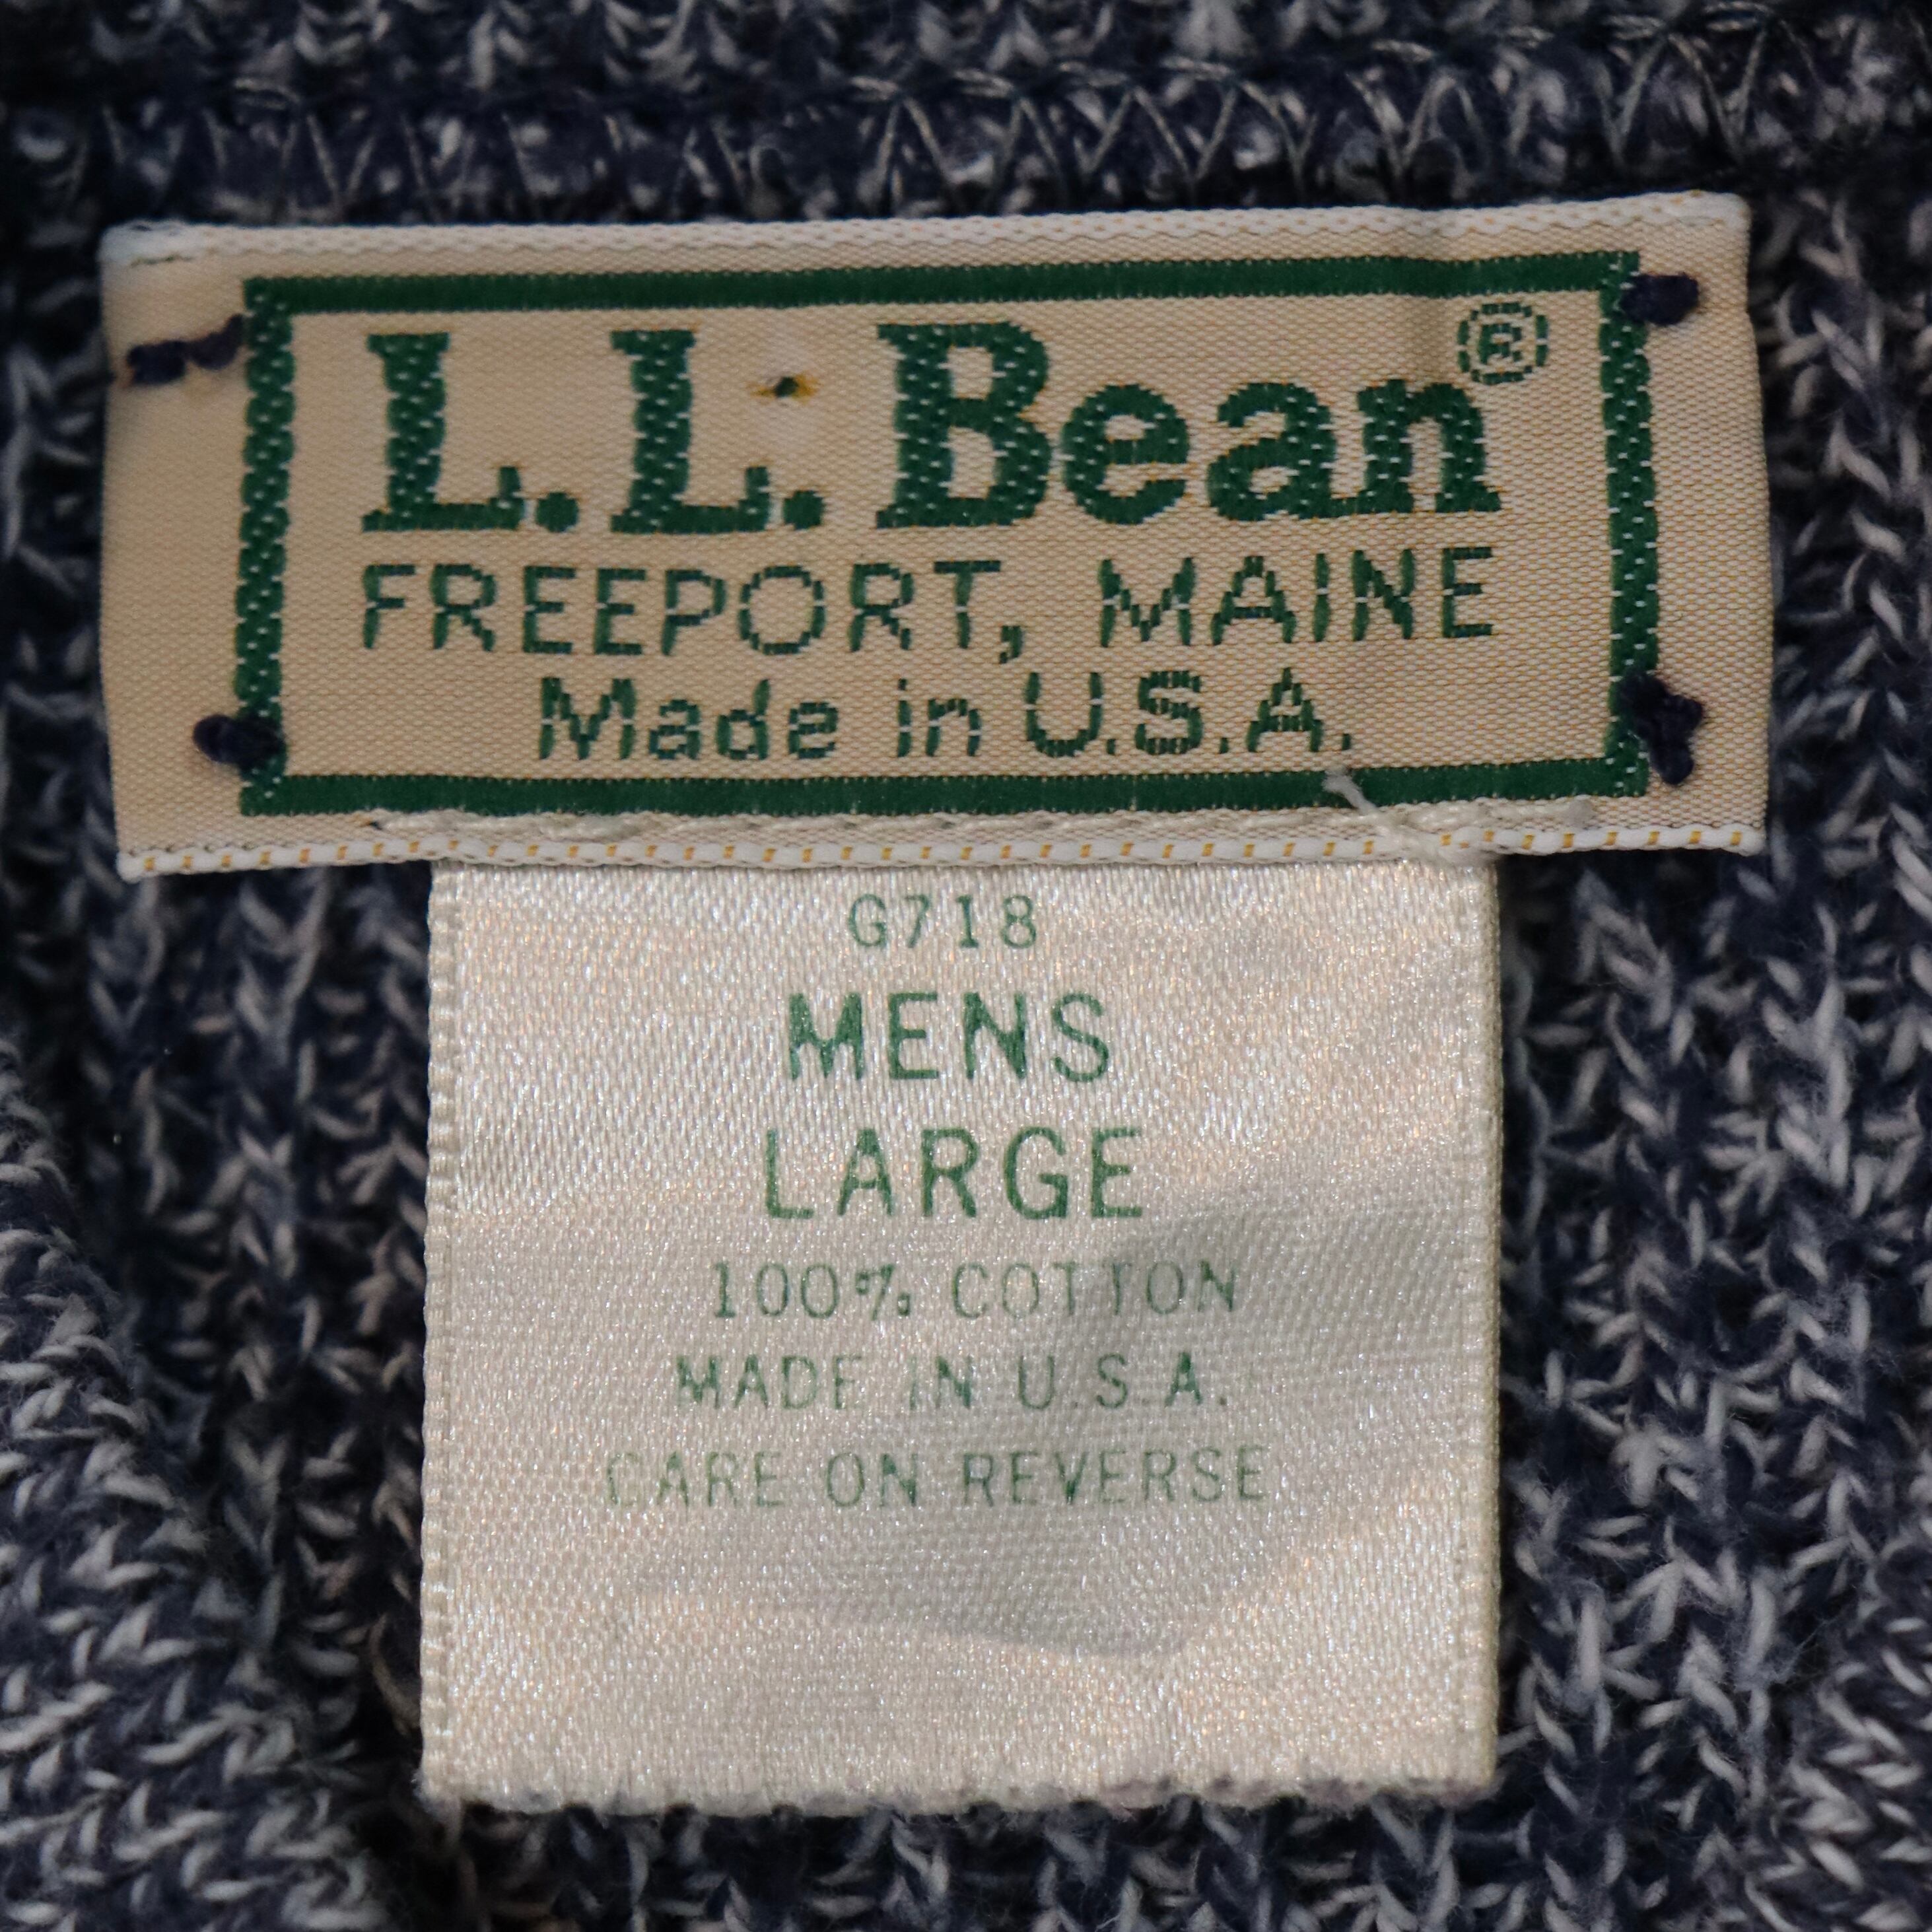 L.L.Bean®
FREEPORT, MAINE
Made in U.S.A.
G718
MENS
LARGE
100% COTTON
MADE IN U.S.A.
CARE ON REVERSE